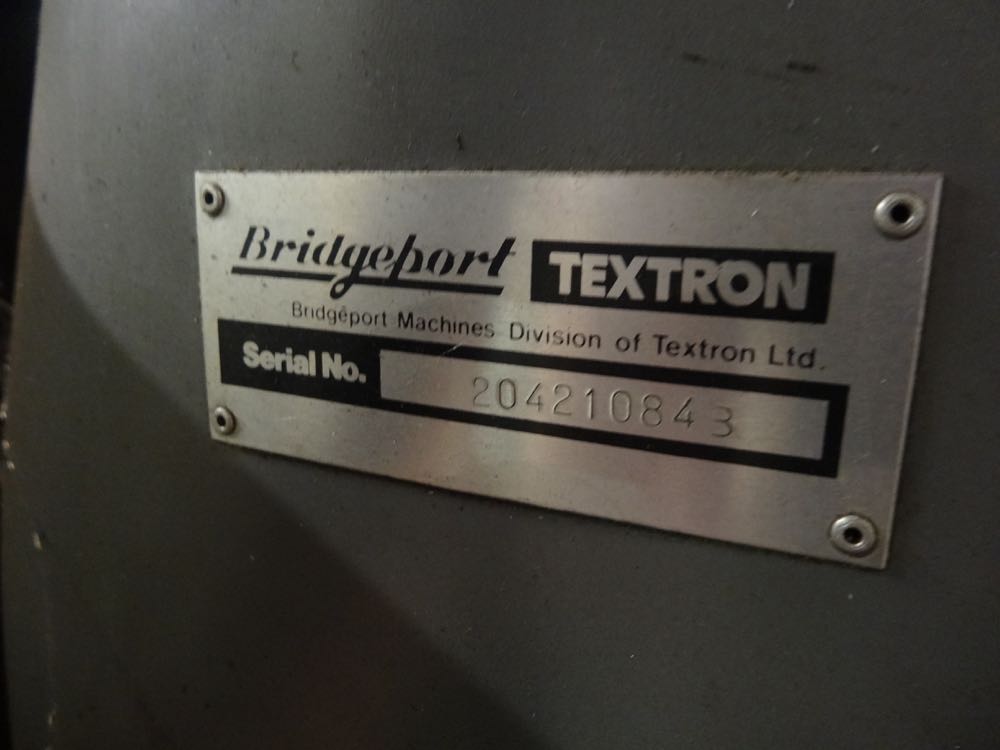 Bridgeport TEXTRON
Bridgeport Machines Division of Textron Ltd.
Serial No. 204210843